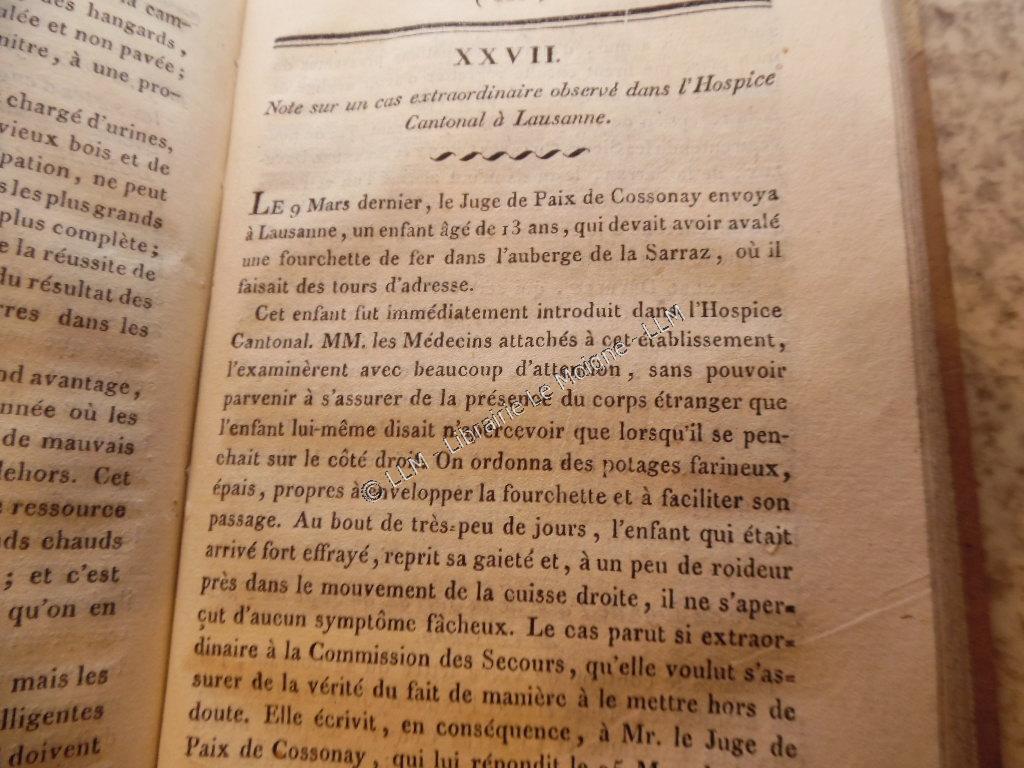 la cam-
des hangards,
et non pavée;
à une pro-
chargé d'urines,
vieux bois et de
ne peut
les plus grands
plus complète;
la réussite de
du résultat des
dans les
avantage,
où les
de mauvais
Cet
ressource
chauds
; et c'est
qu'on en
mais les
doivent
XXVII.
Note sur un cas extraordinaire observé dans l'Hospice
Cantonal à Lausanne.
LE 9 Mars dernier, le Juge de Paix de Cossonay envoya
à Lausanne, un enfant âgé de 13 ans, qui devait avoir avalé
une fourchette de fer dans l'auberge de la Sarraz, où il
faisait des tours d'adresse.
Cet enfant fut immédiatement introduit dans l'Hospice
Cantonal. MM. les Médecins attachés à cet établissement,
l'examinèrent avec beaucoup d'attention, sans pouvoir
parvenir à s'assurer de la présence du corps étranger que
l'enfant lui-même disait n'apercevoir que lorsqu'il se pen-
chait sur le côté droit. On ordonna des potages farineux,
épais, propres à envelopper la fourchette et à faciliter son
passage. Au bout de très-peu de jours, l'enfant qui était
arrivé fort effrayé, reprit sa gaieté et, à un peu de roideur
près dans le mouvement de la cuisse droite, il ne s'aper-
çut d'aucun symptôme fâcheux. Le cas parut si extraor-
dinaire à la Commission des Secours, qu'elle voulut s'as-
surer de la vérité du fait de manière à le mettre hors de
doute. Elle écrivit, en conséquence, à Mr. le Juge de
Paix de Cossonay, qui lui répondit le
© LLM - Librairie Le Moigne - LLM